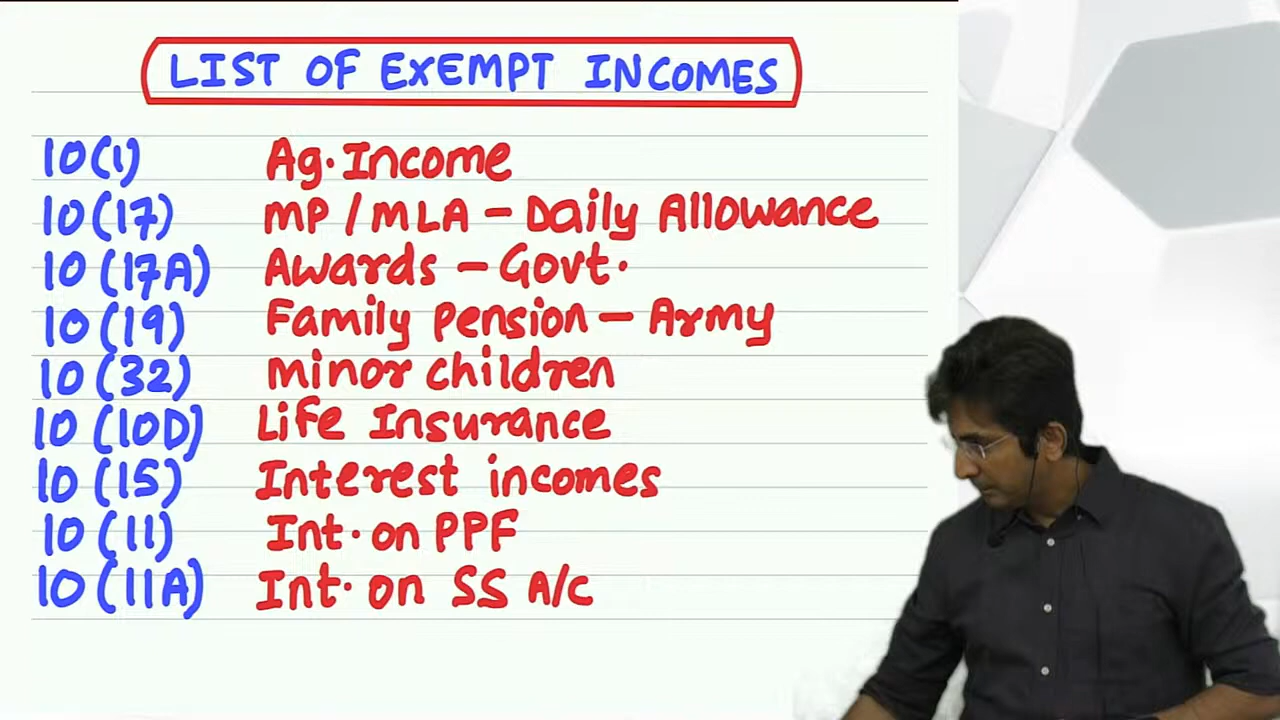 LIST OF EXEMPT INCOMES
10(1) Ag. Income
10(17) MP/MLA - Daily Allowance
10(17A) Awards - Govt.
10(19) Family Pension - Army
10(32) Minor children
10(10D) Life Insurance
10(15) Interest incomes
10(11) Int. on PPF
10(11A) Int. on SS A/c